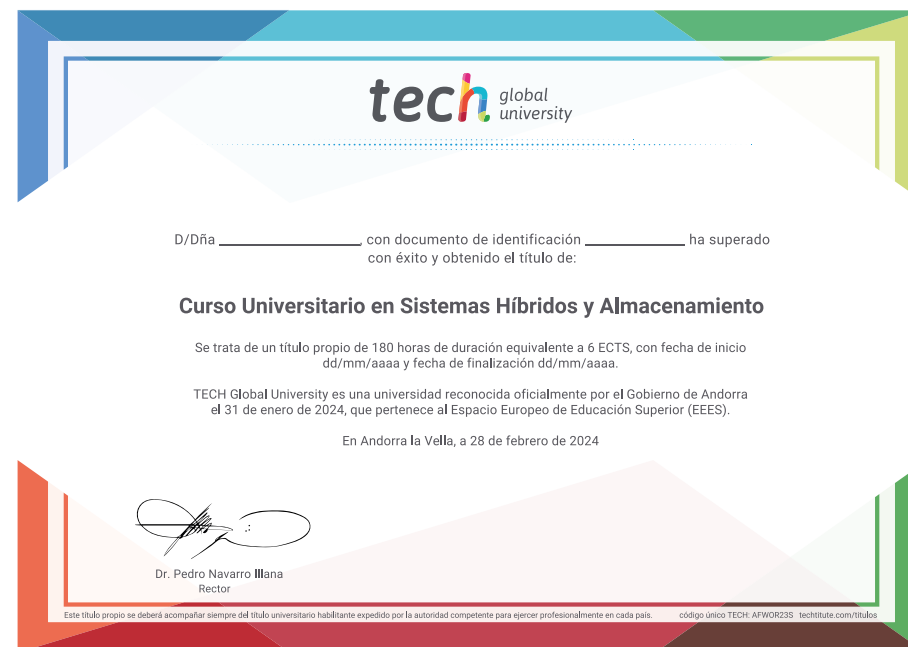 tech global university
D/Dña ____________________, con documento de identificación ______________ ha superado
con éxito y obtenido el título de:
Curso Universitario en Sistemas Híbridos y Almacenamiento
Se trata de un título propio de 180 horas de duración equivalente a 6 ECTS, con fecha de inicio
dd/mm/aaaa y fecha de finalización dd/mm/aaaa.
TECH Global University es una universidad reconocida oficialmente por el Gobierno de Andorra
el 31 de enero de 2024, que pertenece al Espacio Europeo de Educación Superior (EEES).
En Andorra la Vella, a 28 de febrero de 2024
Dr. Pedro Navarro Illana
Rector
Este título propio se deberá acompañar siempre del título universitario habilitante expedido por la autoridad competente para ejercer profesionalmente en cada país. código único TECH: AFWOR23S techtitute.com/titulos